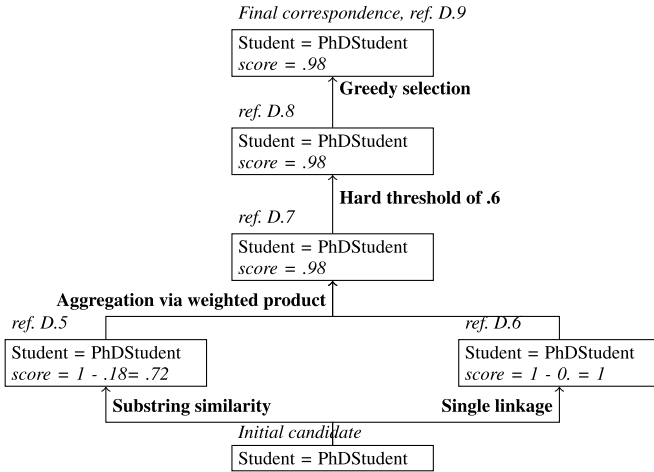 Final correspondence, ref. D.9
Student = PhDStudent
score = .98
Greedy selection
ref. D.8
Student = PhDStudent
score = .98
Hard threshold of .6
ref. D.7
Student = PhDStudent
score = .98
Aggregation via weighted product
ref. D.5
Student = PhDStudent
score = 1 - .18= .72
ref. D.6
Student = PhDStudent
score = 1 - 0. = 1
Substring similarity
Single linkage
Initial candidate
Student = PhDStudent